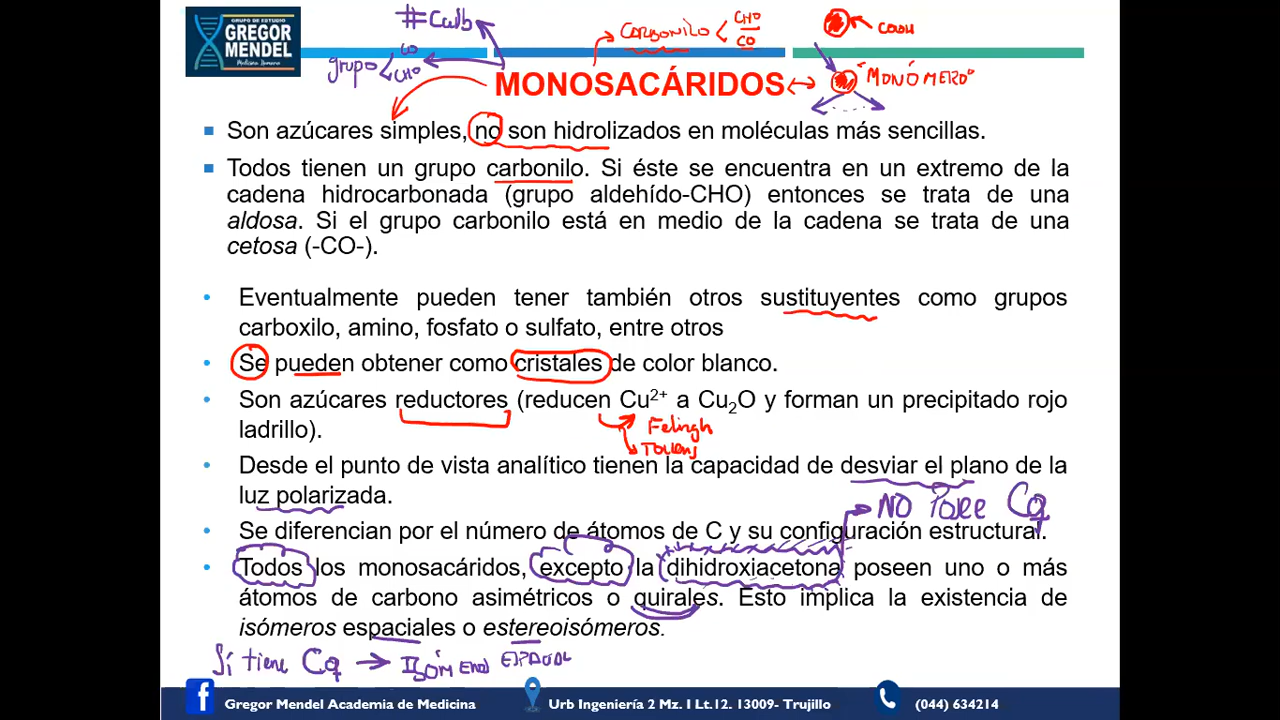 GRUPO DE ESTUDIO
GREGOR
MENDEL
Medicina Humana
#Carb
grupo CO
CHO
CARBONILO CHO
CO
MONOSACÁRIDOS
"MONÓMERO"
Son azúcares simples, no son hidrolizados en moléculas más sencillas.
Todos tienen un grupo carbonilo. Si éste se encuentra en un extremo de la
cadena hidrocarbonada (grupo aldehído-CHO) entonces se trata de una
aldosa. Si el grupo carbonilo está en medio de la cadena se trata de una
cetosa (-CO-).
Eventualmente pueden tener también otros sustituyentes como grupos
carboxilo, amino, fosfato o sulfato, entre otros
Se pueden obtener como cristales de color blanco.
Son azúcares reductores (reducen Cu²⁺ a Cu₂O y forman un precipitado rojo
ladrillo).
Felingh
Tollens
Desde el punto de vista analítico tienen la capacidad de desviar el plano de la
luz polarizada.
NO Posee Cq
Se diferencian por el número de átomos de C y su configuración estructural.
Todos los monosacáridos, excepto la dihidroxiacetona poseen uno o más
átomos de carbono asimétricos o quirales. Esto implica la existencia de
isómeros espaciales o estereoisómeros.
Sí tiene Cq → ISÓMEROS ESPACIAL
Gregor Mendel Academia de Medicina
Urb Ingeniería 2 Mz. I Lt.12. 13009- Trujillo
(044) 634214